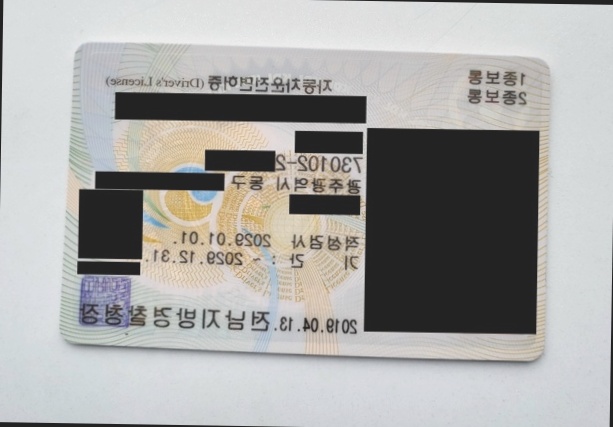 1종보통
2종보통
자동차운전면허증 (Driver's License)
730102-2
광주광역시 동구
적성검사 2029.01.01.
기 간 : ~ 2029.12.31.
2019.04.13.
전남지방경찰청장